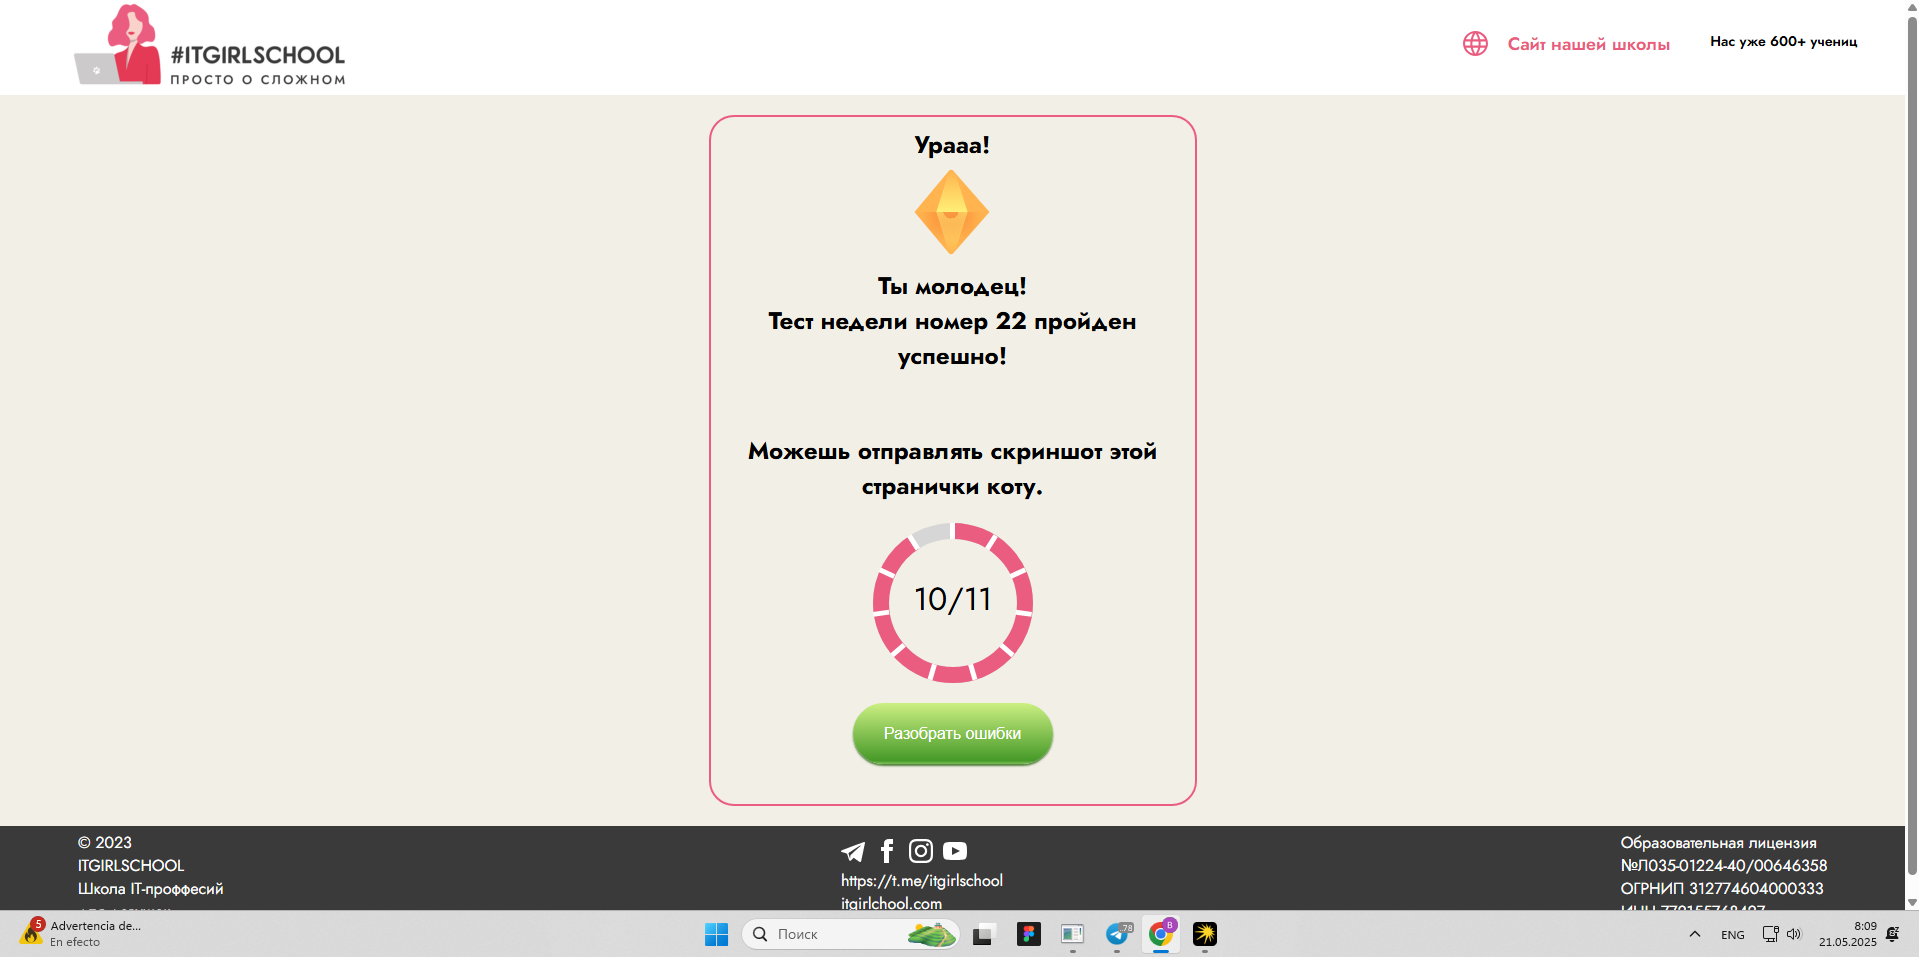 #ITGIRLSCHOOL
ПРОСТО О СЛОЖНОМ
Сайт нашей школы
Нас уже 600+ учениц
Урааа!
Ты молодец!
Тест недели номер 22 пройден
успешно!
Можешь отправлять скриншот этой
странички коту.
10/11
Разобрать ошибки
© 2023
ITGIRLSCHOOL
Школа IT-проффесий
https://t.me/itgirlschool
itgirlchool.com
Образовательная лицензия
№Л035-01224-40/00646358
ОГРНИП 312774604000333
5
Advertencia de...
En efecto
Поиск
.78
B
ENG
8:09
21.05.2025